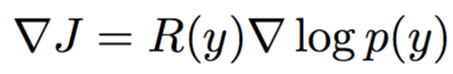 ∇J = R(y)∇ log p(y)